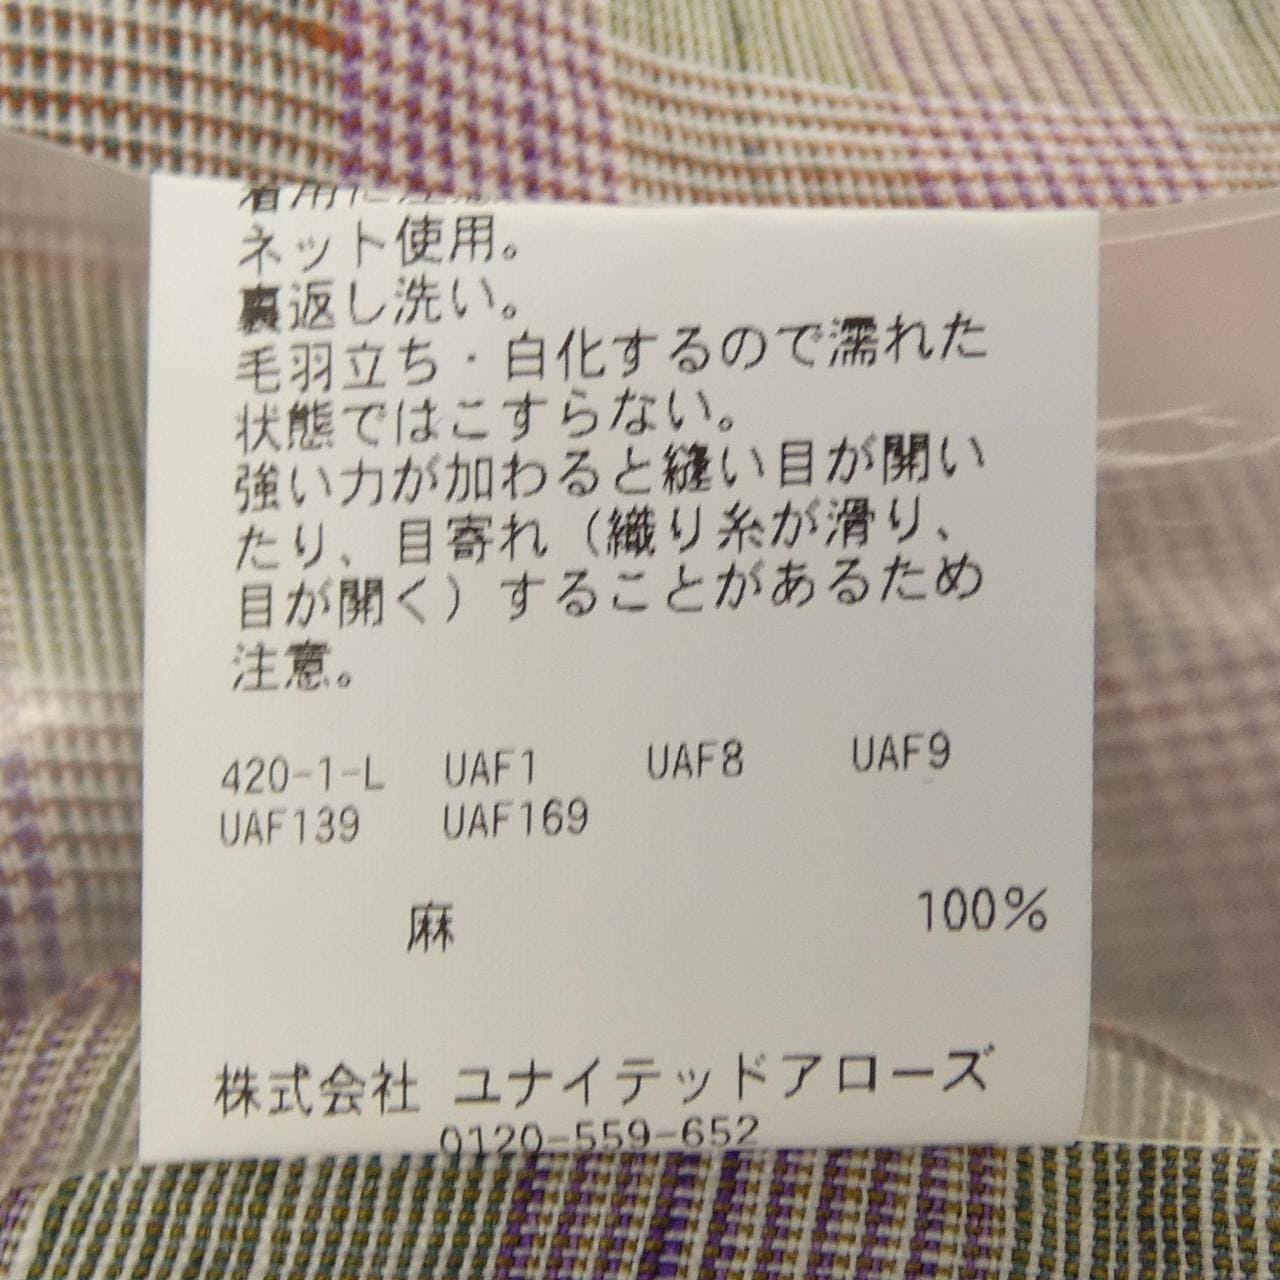 ネット使用。
裏返し洗い。
毛羽立ち・白化するので濡れた
状態ではこすらない。
強い力が加わると縫い目が開い
たり、目寄れ（織り糸が滑り、
目が開く）することがあるため
注意。
420-1-L UAF1 UAF8 UAF9
UAF139 UAF169
麻 100%
株式会社 ユナイテッドアローズ
0120-559-652